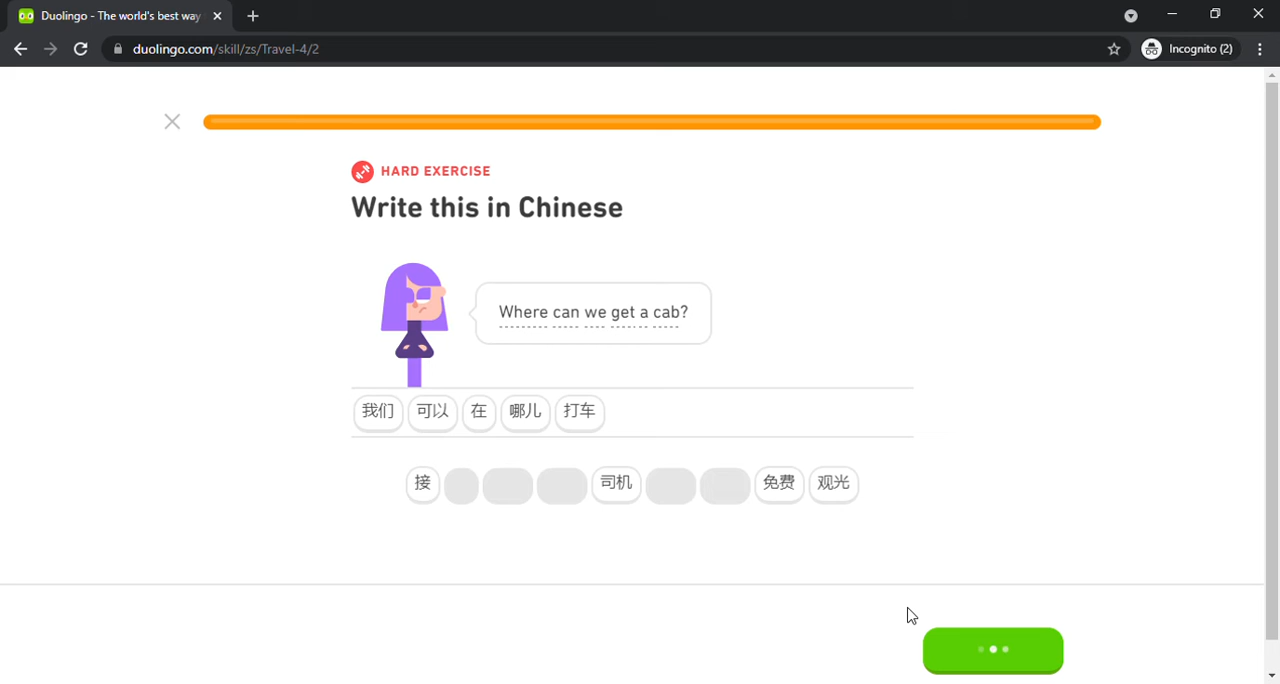 Duolingo - The world's best way
duolingo.com/skill/zs/Travel-4/2
Incognito (2)
HARD EXERCISE
Write this in Chinese
Where can we get a cab?
我们 可以 在 哪儿 打车
接 司机 免费 观光